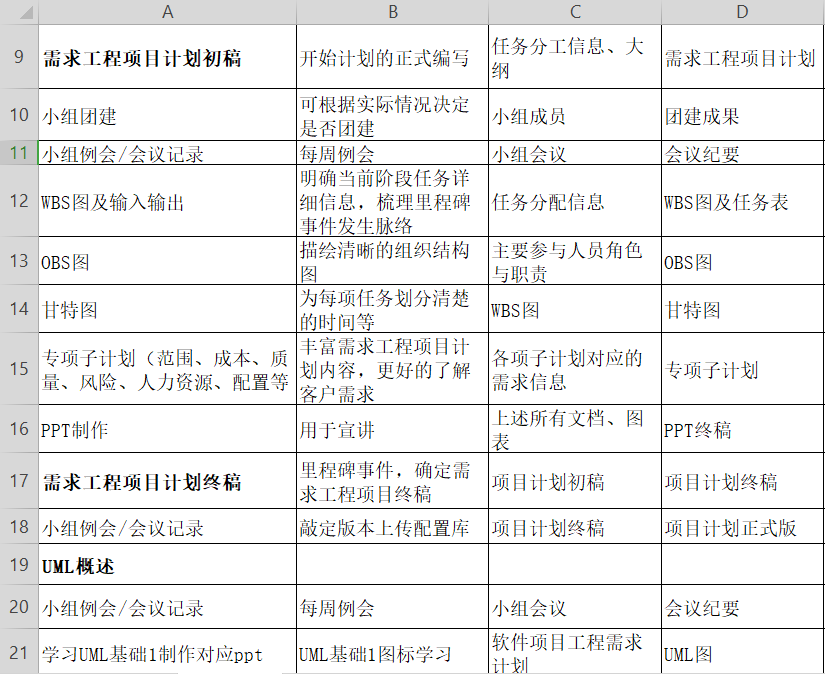 A B C D
9 需求工程项目计划初稿 开始计划的正式编写 任务分工信息、大
纲 需求工程项目计划
10 小组团建 可根据实际情况决定
是否团建 小组成员 团建成果
11 小组例会/会议记录 每周例会 小组会议 会议纪要
12 WBS图及输入输出 明确当前阶段任务详
细信息，梳理里程碑
事件发生脉络 任务分配信息 WBS图及任务表
13 OBS图 描绘清晰的组织结构
图 主要参与人员角色
与职责 OBS图
14 甘特图 为每项任务划分清楚
的时间等 WBS图 甘特图
15 专项子计划（范围、成本、质
量、风险、人力资源、配置等 丰富需求工程项目计
划内容，更好的了解
客户需求 各项子计划对应的
需求信息 专项子计划
16 PPT制作 用于宣讲 上述所有文档、图
表 PPT终稿
17 需求工程项目计划终稿 里程碑事件，确定需
求工程项目终稿 项目计划初稿 项目计划终稿
18 小组例会/会议记录 敲定版本上传配置库 项目计划终稿 项目计划正式版
19 UML概述
20 小组例会/会议记录 每周例会 小组会议 会议纪要
21 学习UML基础1制作对应ppt UML基础1图标学习 软件项目工程需求
计划 UML图